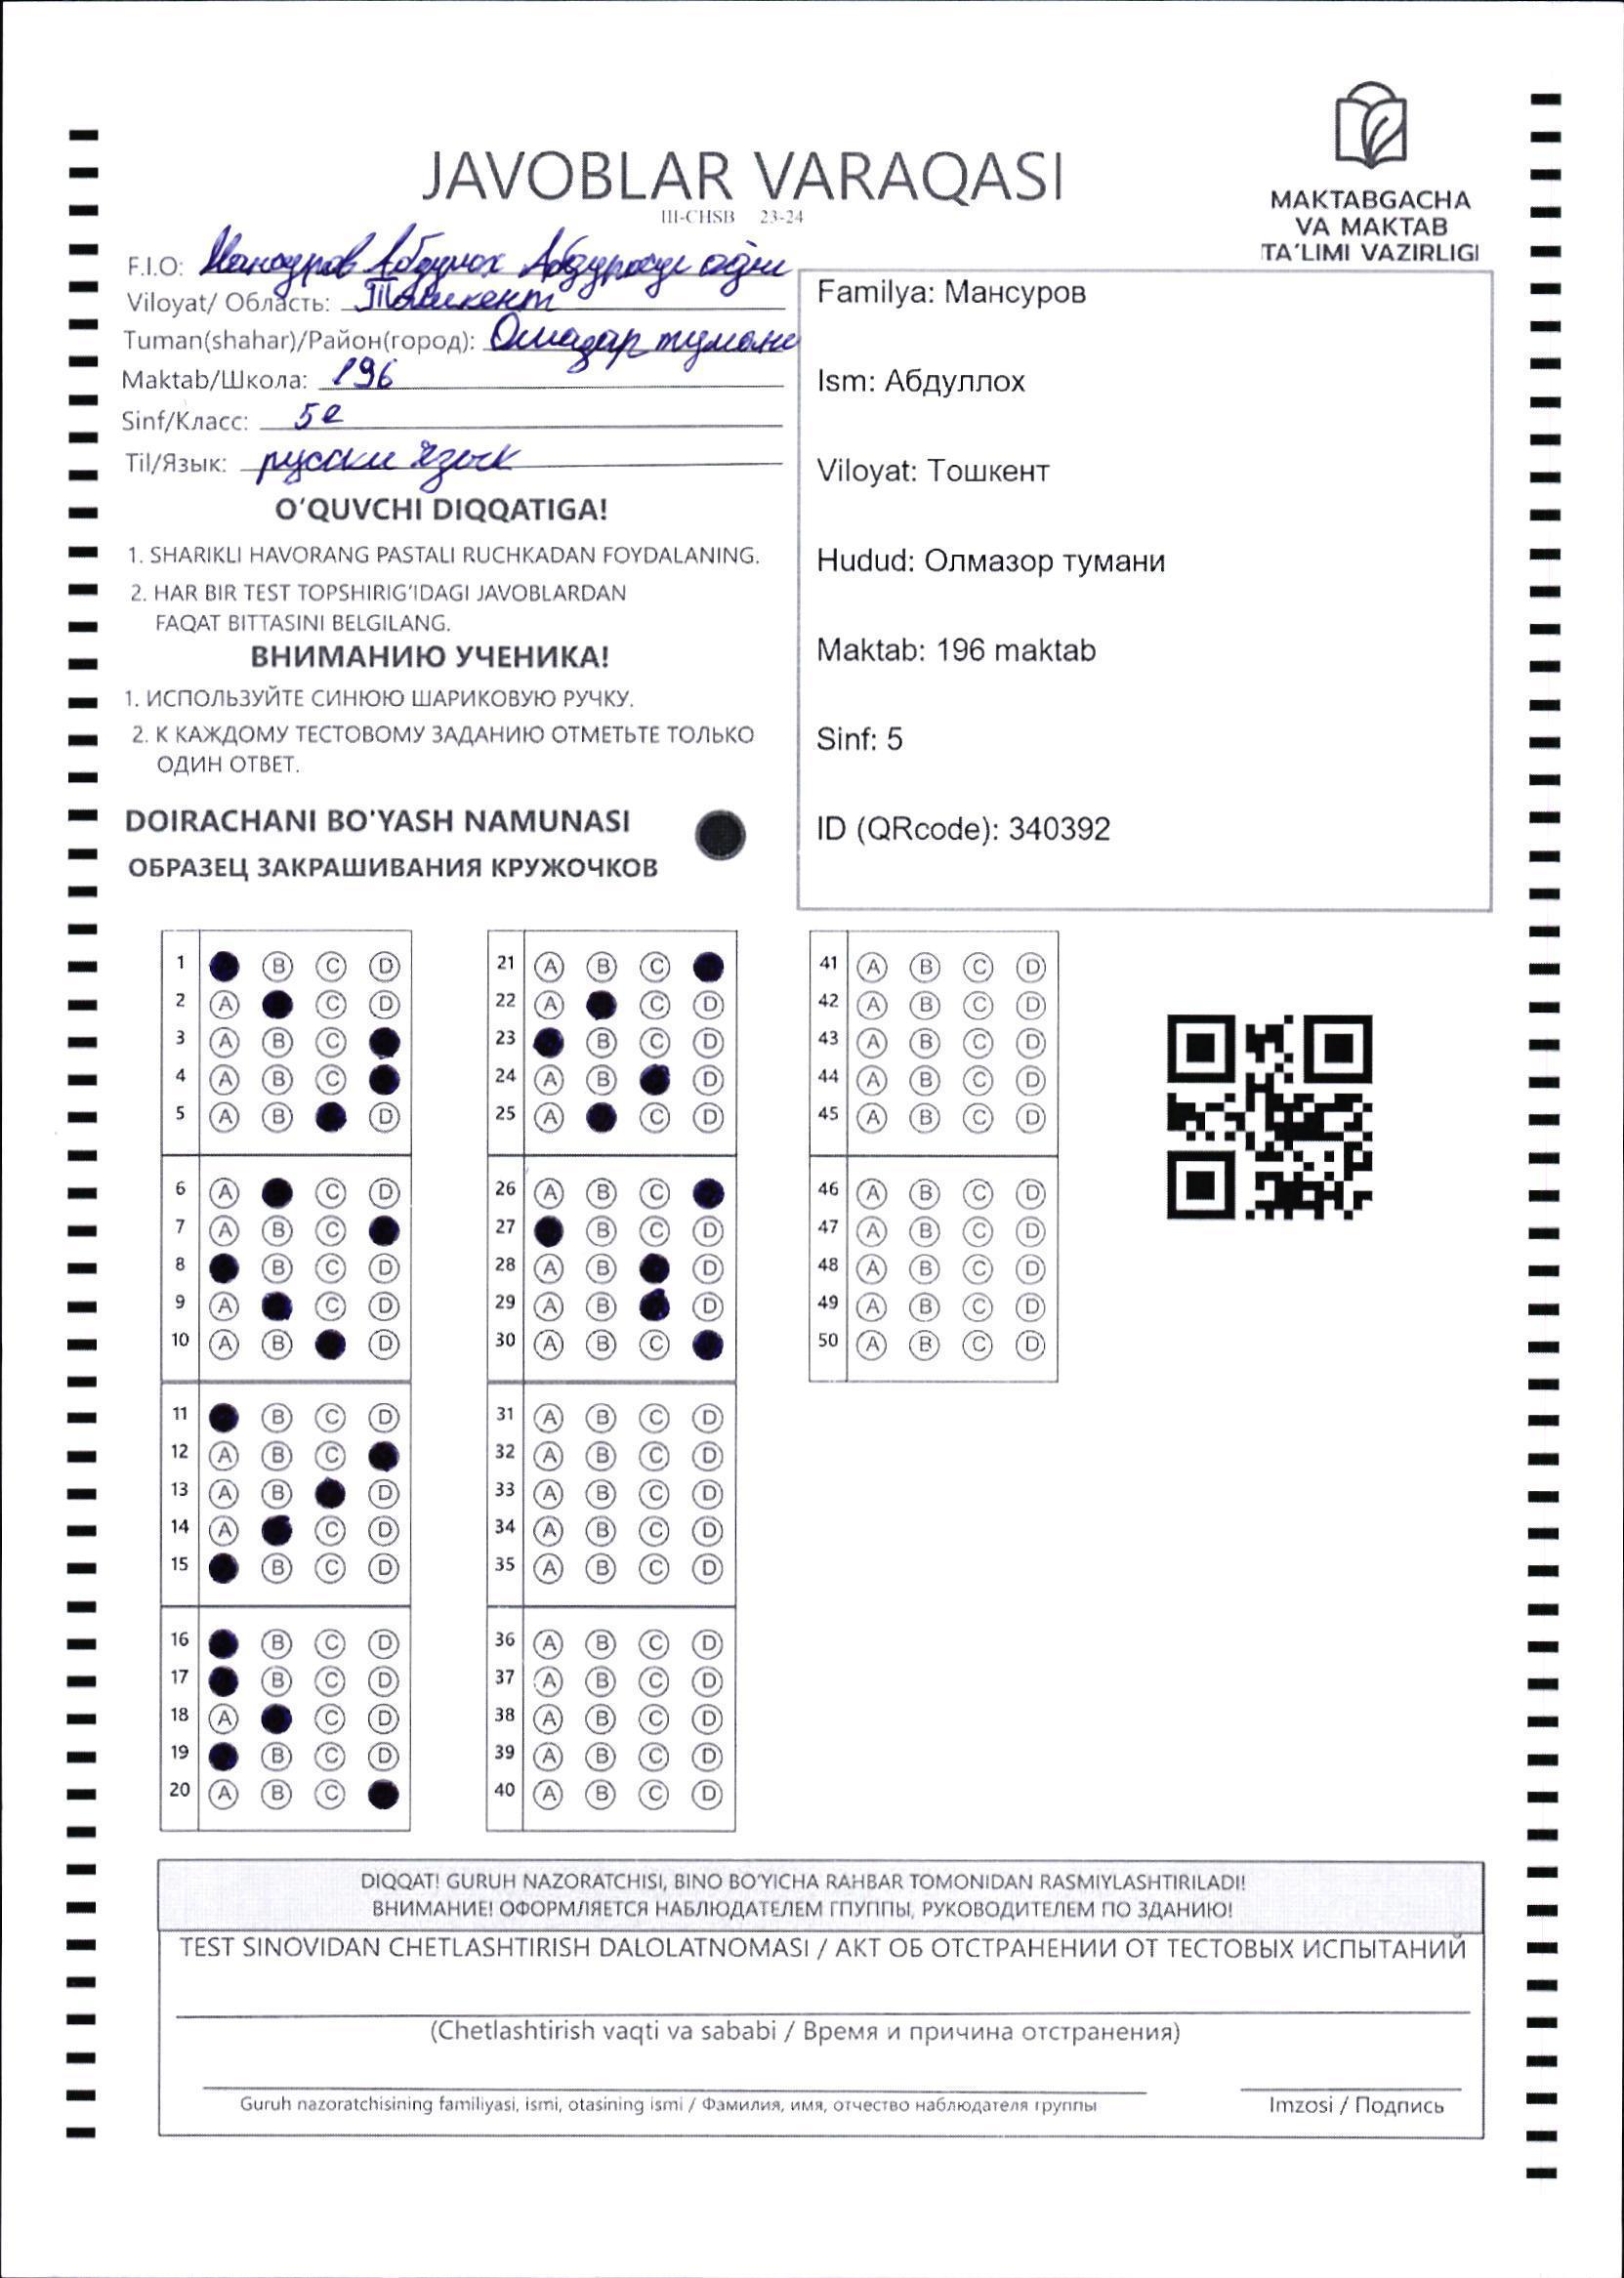 JAVOBLAR VARAQASI
III-CHSB 23-24
MAKTABGACHA
VA MAKTAB
TA'LIMI VAZIRLIGI
F.I.O: Мансуров Абдуллох
Viloyat/ Область: Тошкент
Tuman(shahar)/Район(город): Олмазар тумани
Maktab/Школа: 196
Sinf/Класс: 5е
Til/Язык: русски язык
O'QUVCHI DIQQATIGA!
1. SHARIKLI HAVORANG PASTALI RUCHKADAN FOYDALANING.
2. HAR BIR TEST TOPSHIRIG'IDAGI JAVOBLARDAN
FAQAT BITTASINI BELGILANG.
ВНИМАНИЮ УЧЕНИКА!
1. ИСПОЛЬЗУЙТЕ СИНЮЮ ШАРИКОВУЮ РУЧКУ.
2. К КАЖДОМУ ТЕСТОВОМУ ЗАДАНИЮ ОТМЕТЬТЕ ТОЛЬКО
ОДИН ОТВЕТ.
DOIRACHANI BO'YASH NAMUNASI
ОБРАЗЕЦ ЗАКРАШИВАНИЯ КРУЖОЧКОВ
Familya: Мансуров
Ism: Абдуллох
Viloyat: Тошкент
Hudud: Олмазор тумани
Maktab: 196 maktab
Sinf: 5
ID (QRcode): 340392
1 B C D
2 A C D
3 A B C
4 A B C
5 A B D
6 A C D
7 A B C
8 B C D
9 A C D
10 A B D
11 B C D
12 A B C
13 A B D
14 A C D
15 B C D
16 B C D
17 B C D
18 A C D
19 B C D
20 A B C
21 A B C
22 A C D
23 B C D
24 A B D
25 A C D
26 A B C
27 B C D
28 A B D
29 A B D
30 A B C
31 A B C D
32 A B C D
33 A B C D
34 A B C D
35 A B C D
36 A B C D
37 A B C D
38 A B C D
39 A B C D
40 A B C D
41 A B C D
42 A B C D
43 A B C D
44 A B C D
45 A B C D
46 A B C D
47 A B C D
48 A B C D
49 A B C D
50 A B C D
DIQQAT! GURUH NAZORATCHISI, BINO BO'YICHA RAHBAR TOMONIDAN RASMIYLASHTIRILADI!
ВНИМАНИЕ! ОФОРМЛЯЕТСЯ НАБЛЮДАТЕЛЕМ ГПУППЫ, РУКОВОДИТЕЛЕМ ПО ЗДАНИЮ!
TEST SINOVIDAN CHETLASHTIRISH DALOLATNOMASI / АКТ ОБ ОТСТРАНЕНИИ ОТ ТЕСТОВЫХ ИСПЫТАНИЙ
(Chetlashtirish vaqti va sababi / Время и причина отстранения)
Guruh nazoratchisining familiyasi, ismi, otasining ismi / Фамилия, имя, отчество наблюдателя группы
Imzosi / Подпись